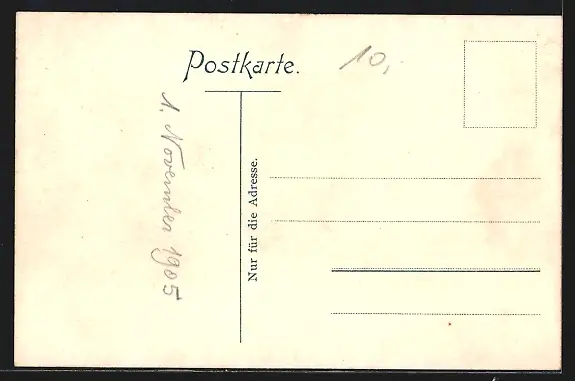 Postkarte.
10,-
1. November 1905
Nur für die Adresse.